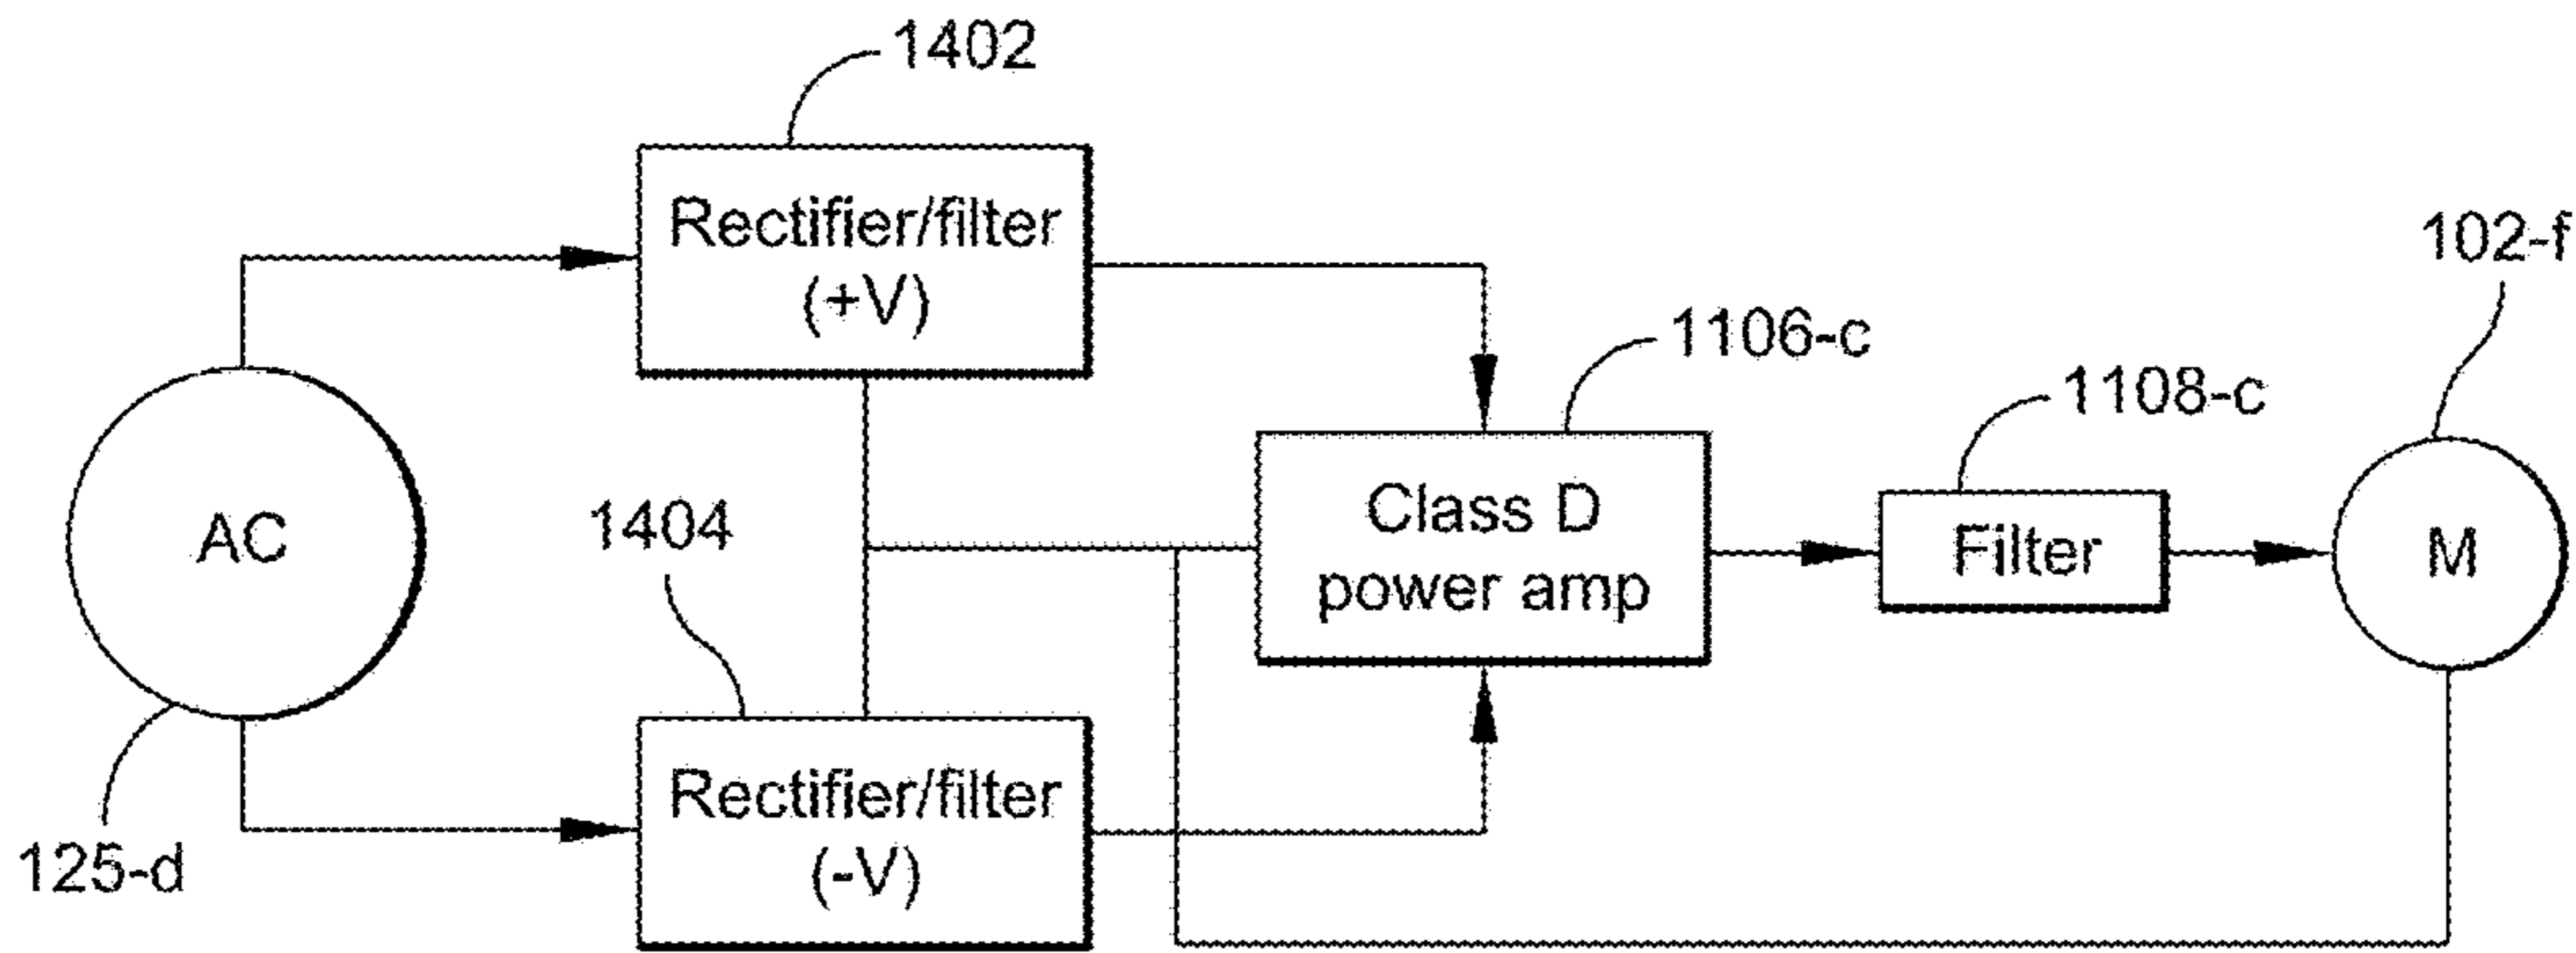 1402
Rectifier/filter
(+V)
102-f
1106-c
1108-c
AC
1404
Class D
power amp
Filter
M
Rectifier/filter
(-V)
125-d